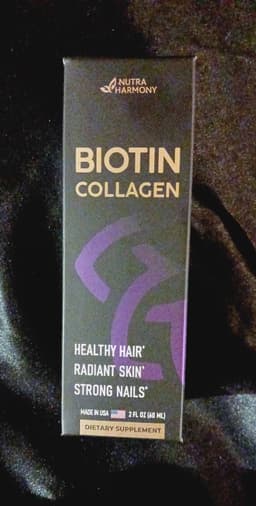 NUTRA
HARMONY
BIOTIN
COLLAGEN
HEALTHY HAIR*
RADIANT SKIN*
STRONG NAILS*
MADE IN USA 2 FL OZ (60 ML)
DIETARY SUPPLEMENT